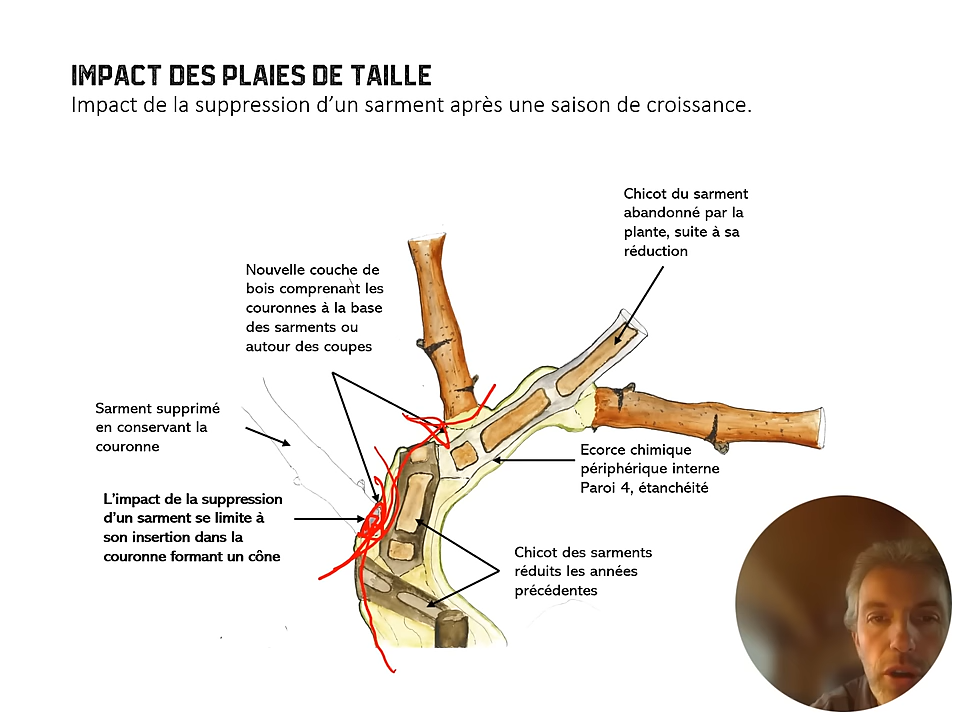 IMPACT DES PLAIES DE TAILLE
Impact de la suppression d'un sarment après une saison de croissance.
Chicot du sarment
abandonné par la
plante, suite à sa
réduction
Nouvelle couche de
bois comprenant les
couronnes à la base
des sarments ou
autour des coupes
Sarment supprimé
en conservant la
couronne
Ecorce chimique
périphérique interne
Paroi 4, étanchéité
L'impact de la suppression
d'un sarment se limite à
son insertion dans la
couronne formant un cône
Chicot des sarments
réduits les années
précédentes